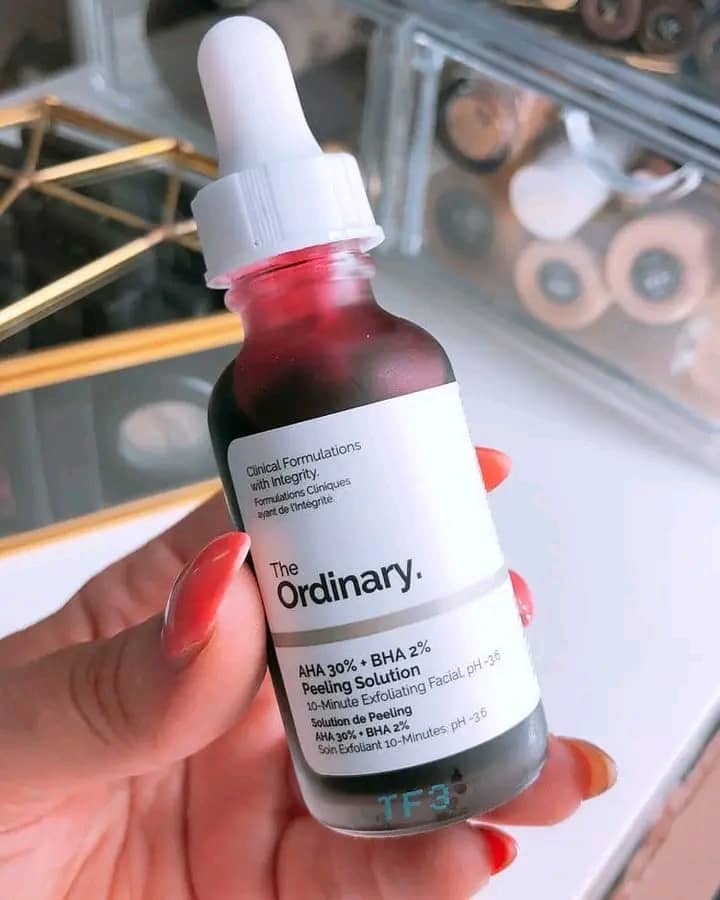 Clinical Formulations
with Integrity.
Formulations Cliniques
ayant de l'Intégrité.
The
Ordinary.
AHA 30% + BHA 2%
Peeling Solution
10-Minute Exfoliating Facial, pH ~3.6
Solution de Peeling
AHA 30% + BHA 2%
Soin Exfoliant 10-Minutes, pH ~3.6
TF3